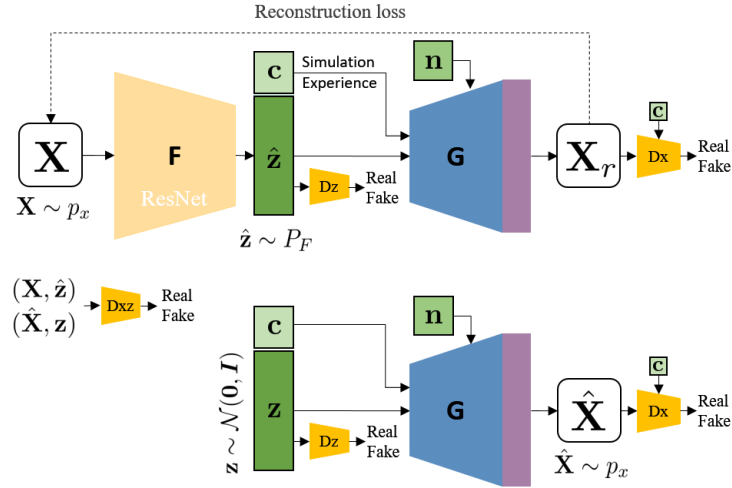 Reconstruction loss
c
Simulation
Experience
n
X
F
ResNet
ẑ
G
X_r
c
Dx
Real
Fake
Dz
Real
Fake
X ∼ p_x
ẑ ∼ P_F
(X, ẑ)
(X̂, z)
Dxz
Real
Fake
c
n
z ∼ N(0, I)
z
G
X̂
c
Dx
Real
Fake
Dz
Real
Fake
X̂ ∼ p_x